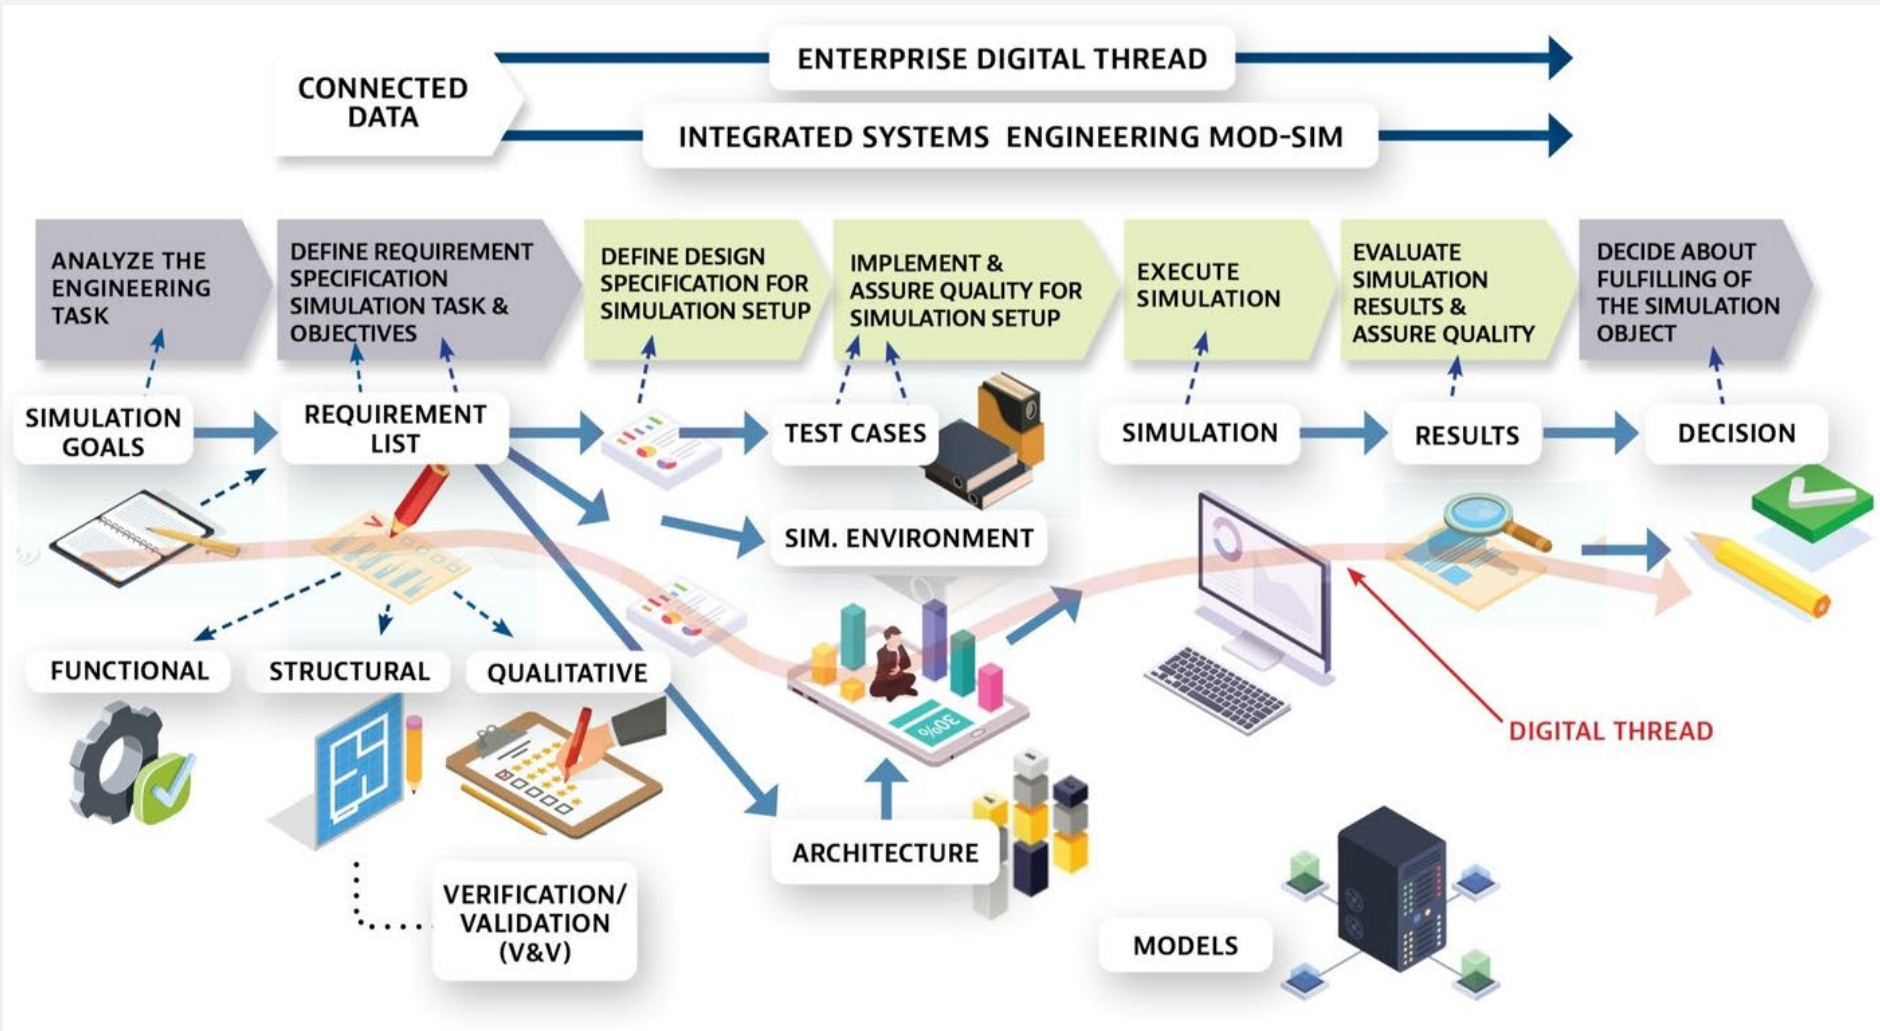 CONNECTED
DATA
ENTERPRISE DIGITAL THREAD
INTEGRATED SYSTEMS ENGINEERING MOD-SIM
ANALYZE THE
ENGINEERING
TASK
DEFINE REQUIREMENT
SPECIFICATION
SIMULATION TASK &
OBJECTIVES
DEFINE DESIGN
SPECIFICATION FOR
SIMULATION SETUP
IMPLEMENT &
ASSURE QUALITY FOR
SIMULATION SETUP
EXECUTE
SIMULATION
EVALUATE
SIMULATION
RESULTS &
ASSURE QUALITY
DECIDE ABOUT
FULFILLING OF
THE SIMULATION
OBJECT
SIMULATION
GOALS
REQUIREMENT
LIST
TEST CASES
SIMULATION
RESULTS
DECISION
SIM. ENVIRONMENT
FUNCTIONAL
STRUCTURAL
QUALITATIVE
30%
DIGITAL THREAD
ARCHITECTURE
VERIFICATION/
VALIDATION
(V&V)
MODELS